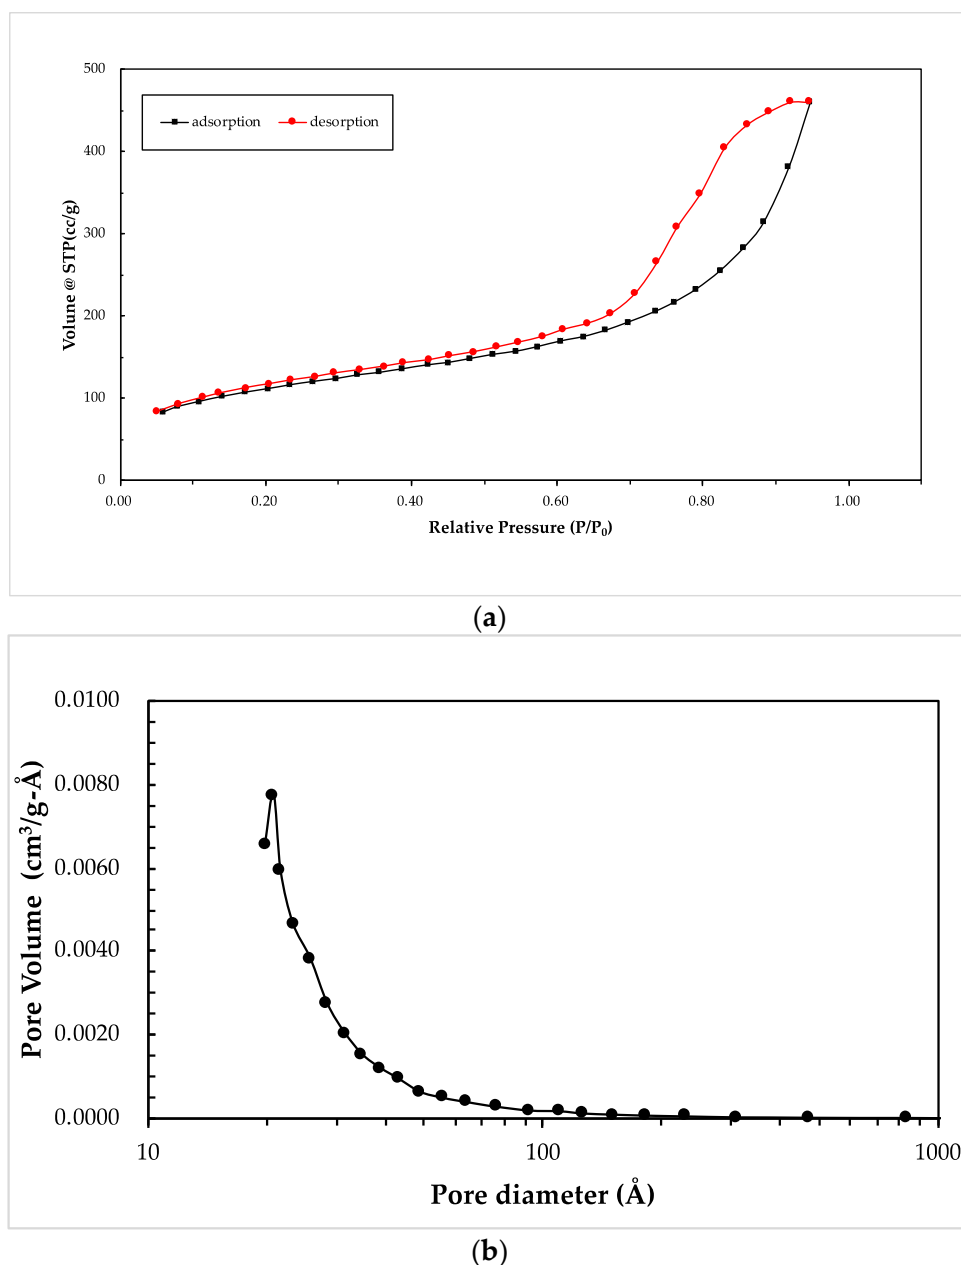 500
400
300
200
100
0
Volune @ STP(cc/g)
adsorption
desorption
0.00 0.20 0.40 0.60 0.80 1.00
Relative Pressure (P/P₀)
(a)
0.0100
0.0080
0.0060
0.0040
0.0020
0.0000
Pore Volume (cm³/g-Å)
10 100 1000
Pore diameter (Å)
(b)